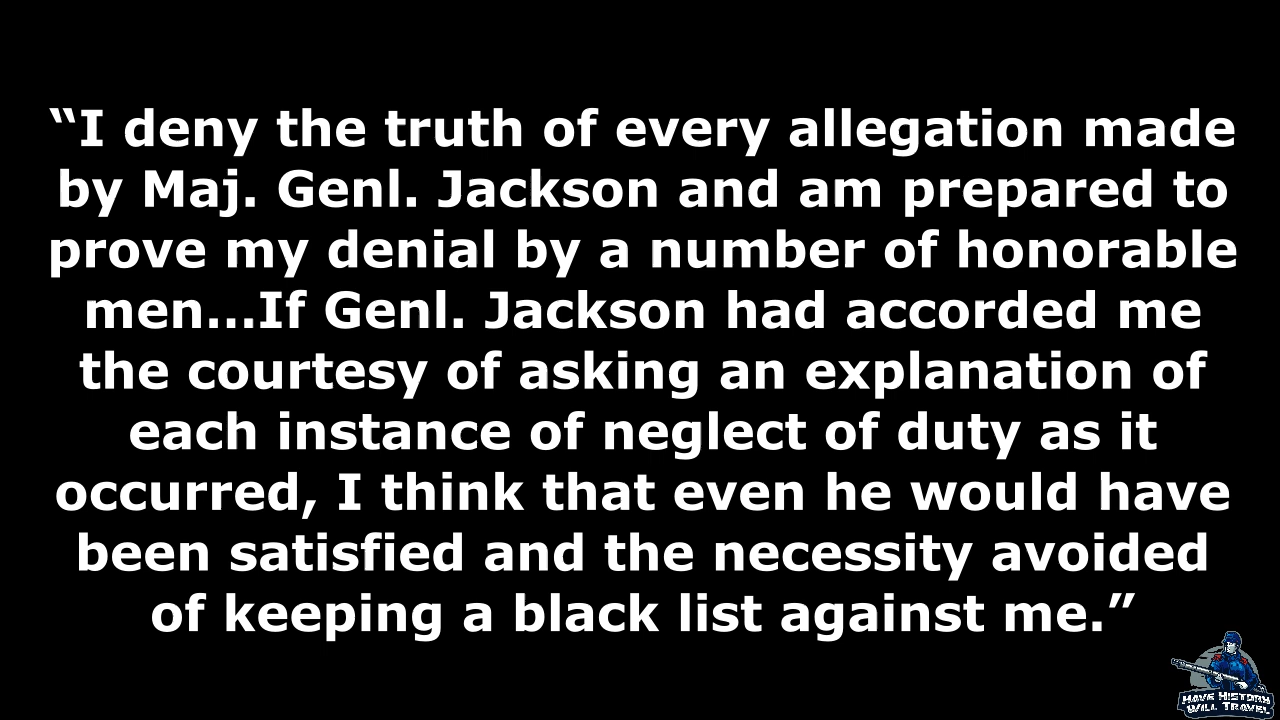 “I deny the truth of every allegation made
by Maj. Genl. Jackson and am prepared to
prove my denial by a number of honorable
men...If Genl. Jackson had accorded me
the courtesy of asking an explanation of
each instance of neglect of duty as it
occurred, I think that even he would have
been satisfied and the necessity avoided
of keeping a black list against me.”
HAVE HISTORY
WILL TRAVEL